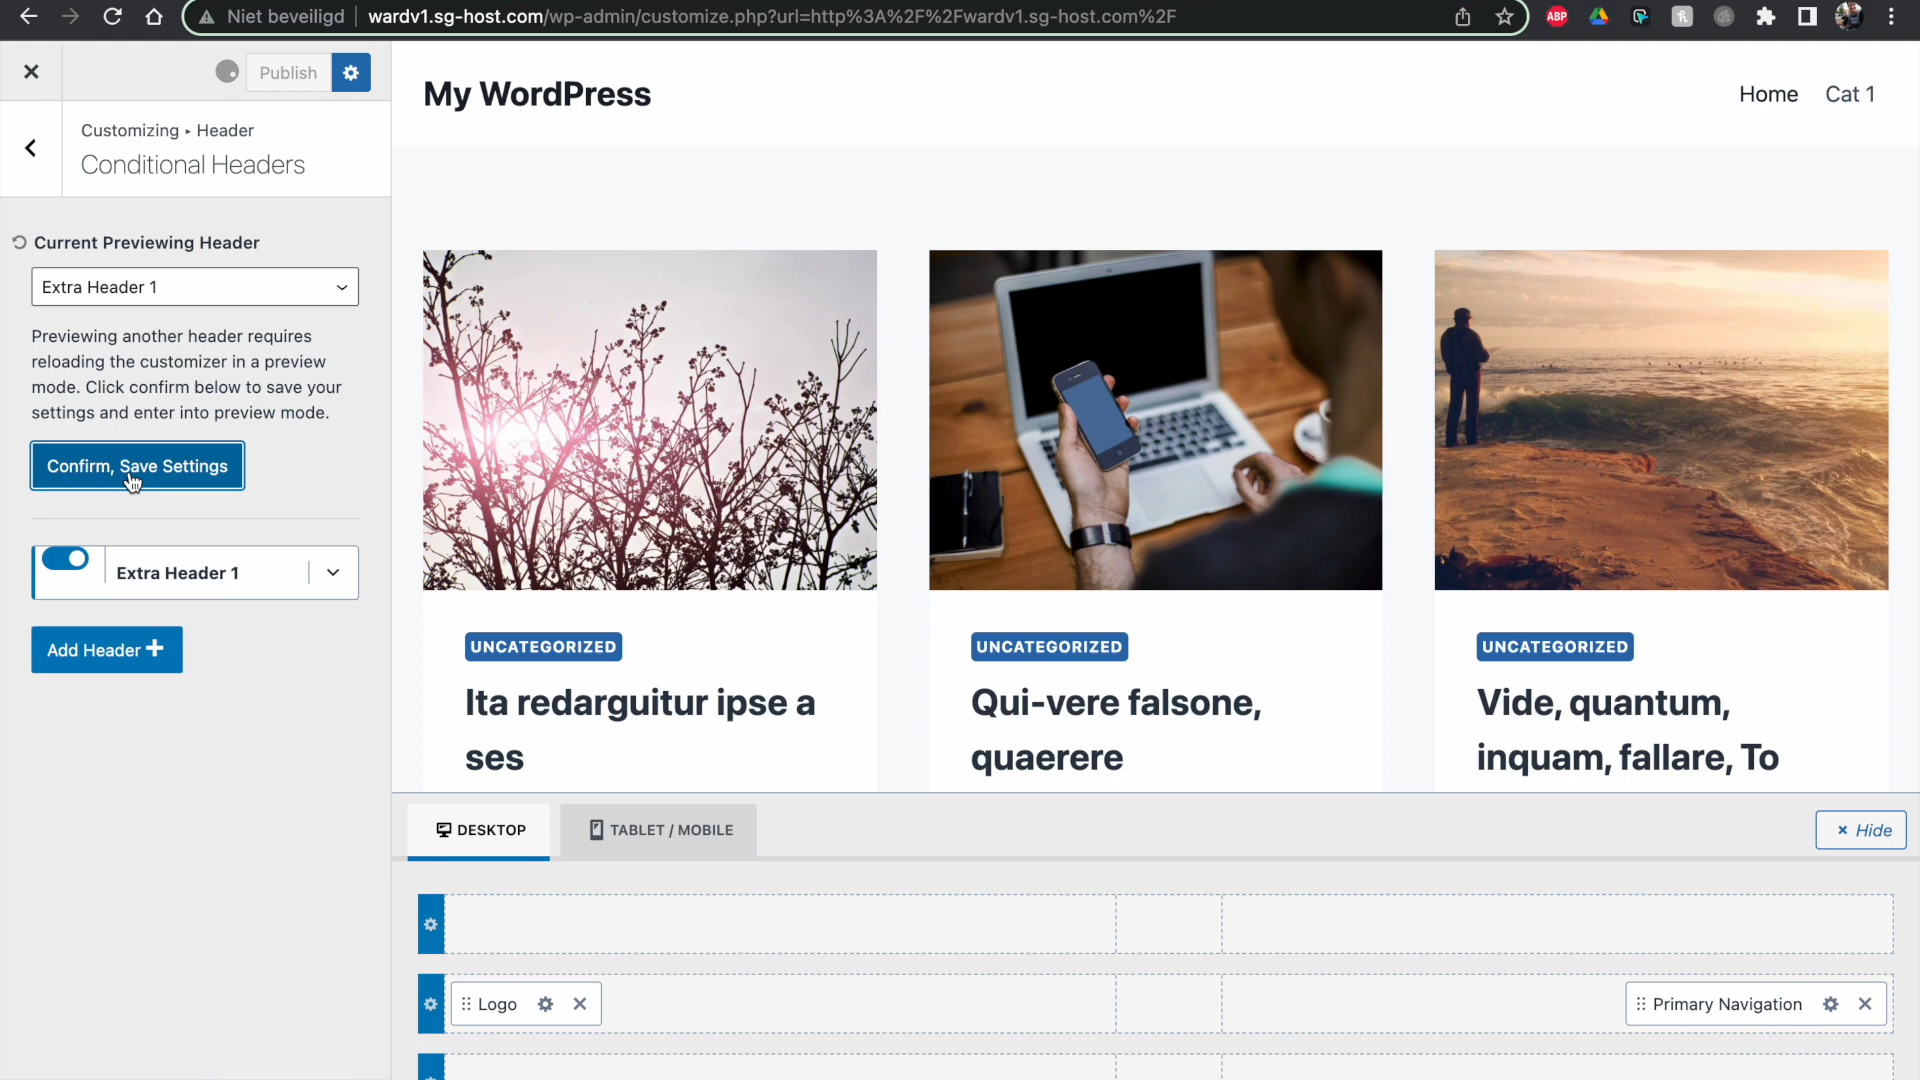 Niet beveiligd
wardv1.sg-host.com/wp-admin/customize.php?url=http%3A%2F%2Fwardv1.sg-host.com%2F
ABP
Publish
Customizing ▸ Header
Conditional Headers
Current Previewing Header
Extra Header 1
Previewing another header requires
reloading the customizer in a preview
mode. Click confirm below to save your
settings and enter into preview mode.
Confirm, Save Settings
Extra Header 1
Add Header +
My WordPress
Home Cat 1
UNCATEGORIZED
Ita redarguitur ipse a
ses
UNCATEGORIZED
Qui-vere falsone,
quaerere
UNCATEGORIZED
Vide, quantum,
inquam, fallare, To
DESKTOP
TABLET / MOBILE
× Hide
Logo
Primary Navigation